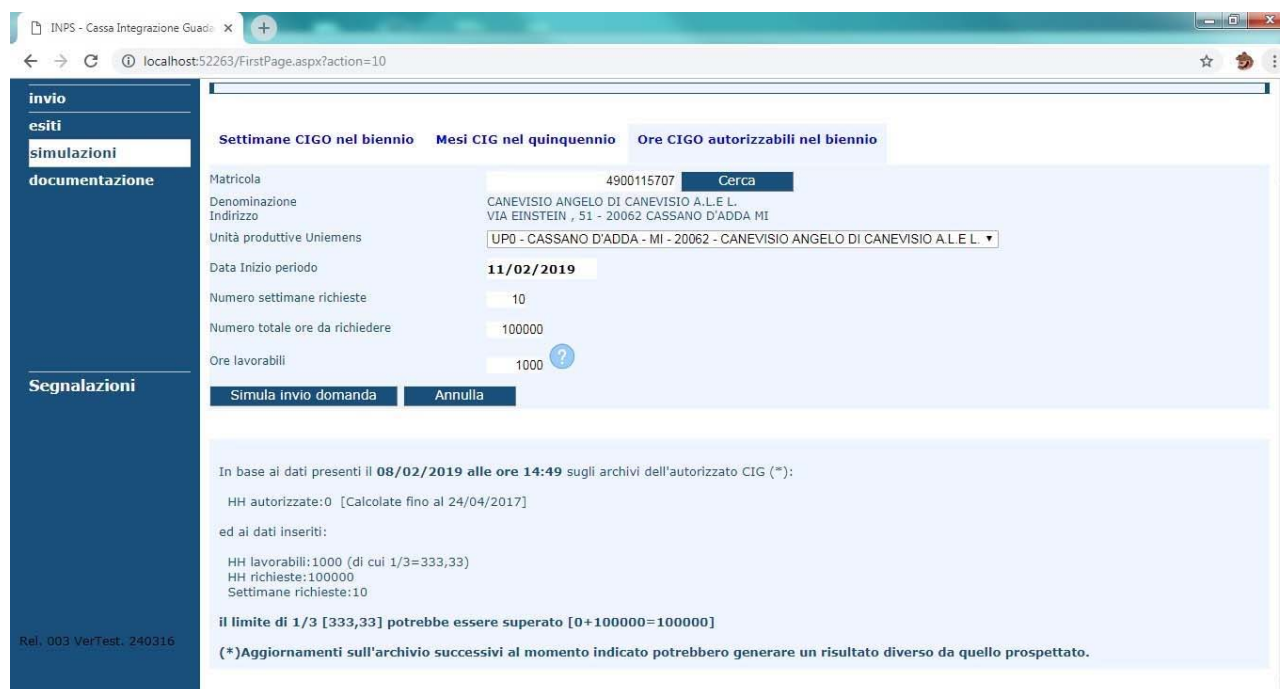 INPS - Cassa Integrazione Guada
localhost:52263/FirstPage.aspx?action=10
invio
esiti
simulazioni
documentazione
Segnalazioni
Rel. 003 VerTest. 240316
Settimane CIGO nel biennio Mesi CIG nel quinquennio Ore CIGO autorizzabili nel biennio
Matricola 4900115707 Cerca
Denominazione CANEVISIO ANGELO DI CANEVISIO A.L.E L.
Indirizzo VIA EINSTEIN , 51 - 20062 CASSANO D'ADDA MI
Unità produttive Uniemens UP0 - CASSANO D'ADDA - MI - 20062 - CANEVISIO ANGELO DI CANEVISIO A.L.E L.
Data Inizio periodo 11/02/2019
Numero settimane richieste 10
Numero totale ore da richiedere 100000
Ore lavorabili 1000 ?
Simula invio domanda Annulla
In base ai dati presenti il 08/02/2019 alle ore 14:49 sugli archivi dell'autorizzato CIG (*):
HH autorizzate:0 [Calcolate fino al 24/04/2017]
ed ai dati inseriti:
HH lavorabili:1000 (di cui 1/3=333,33)
HH richieste:100000
Settimane richieste:10
il limite di 1/3 [333,33] potrebbe essere superato [0+100000=100000]
(*)Aggiornamenti sull'archivio successivi al momento indicato potrebbero generare un risultato diverso da quello prospettato.